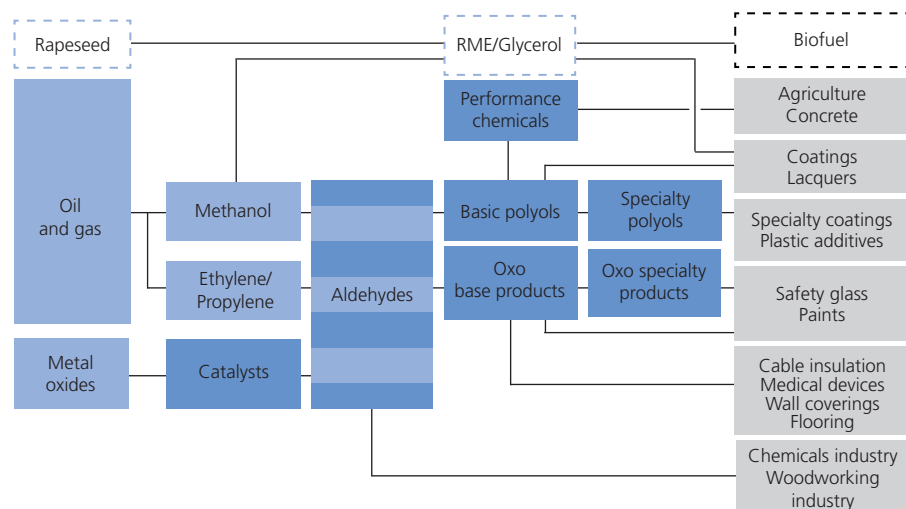 Rapeseed
RME/Glycerol
Biofuel
Performance
chemicals
Agriculture
Concrete
Coatings
Lacquers
Oil
and gas
Methanol
Basic polyols
Specialty
polyols
Specialty coatings
Plastic additives
Ethylene/
Propylene
Aldehydes
Oxo
base products
Oxo specialty
products
Safety glass
Paints
Metal
oxides
Catalysts
Cable insulation
Medical devices
Wall coverings
Flooring
Chemicals industry
Woodworking
industry